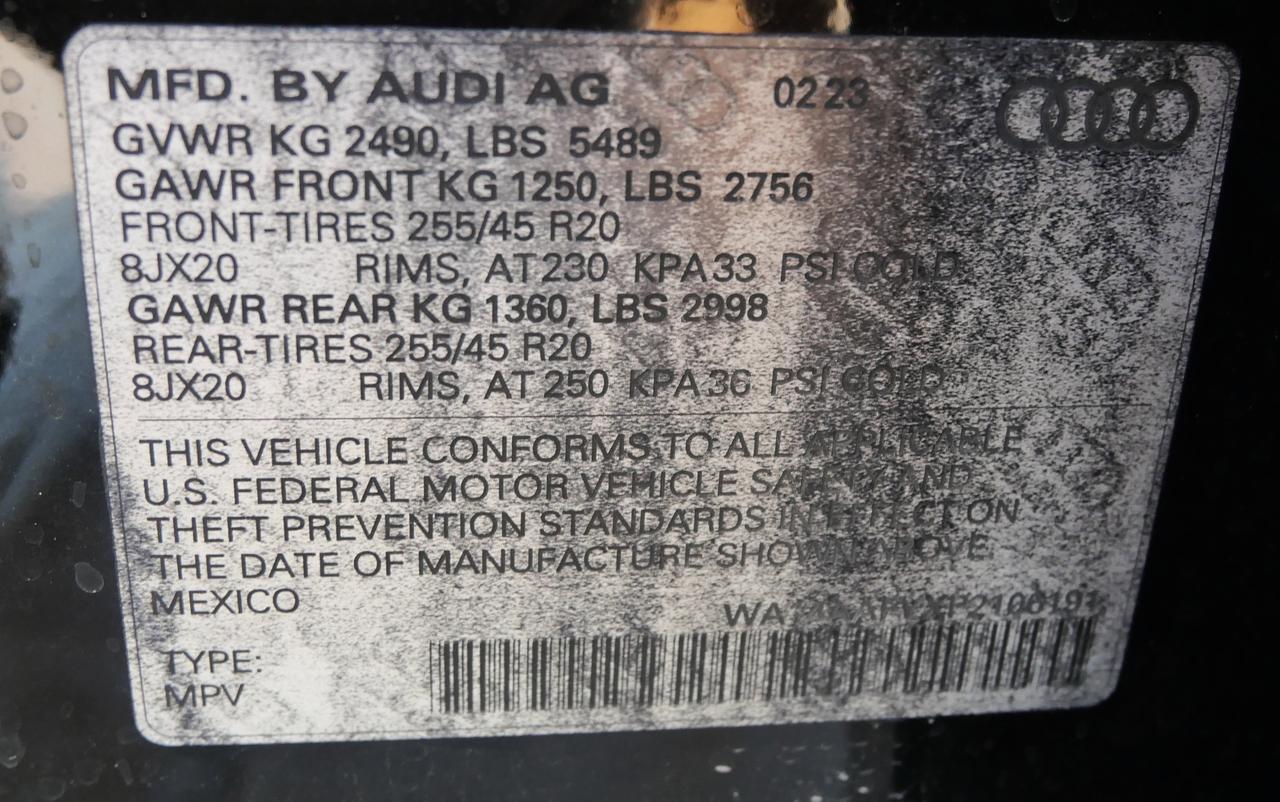 MFD. BY AUDI AG 02 23
GVWR KG 2490, LBS 5489
GAWR FRONT KG 1250, LBS 2756
FRONT-TIRES 255/45 R20
8JX20 RIMS, AT 230 KPA 33 PSI COLD
GAWR REAR KG 1360, LBS 2998
REAR-TIRES 255/45 R20
8JX20 RIMS, AT 250 KPA 36 PSI COLD
THIS VEHICLE CONFORMS TO ALL APPLICABLE
U.S. FEDERAL MOTOR VEHICLE SAFETY AND
THEFT PREVENTION STANDARDS IN EFFECT ON
THE DATE OF MANUFACTURE SHOWN ABOVE
MEXICO
TYPE:
MPV